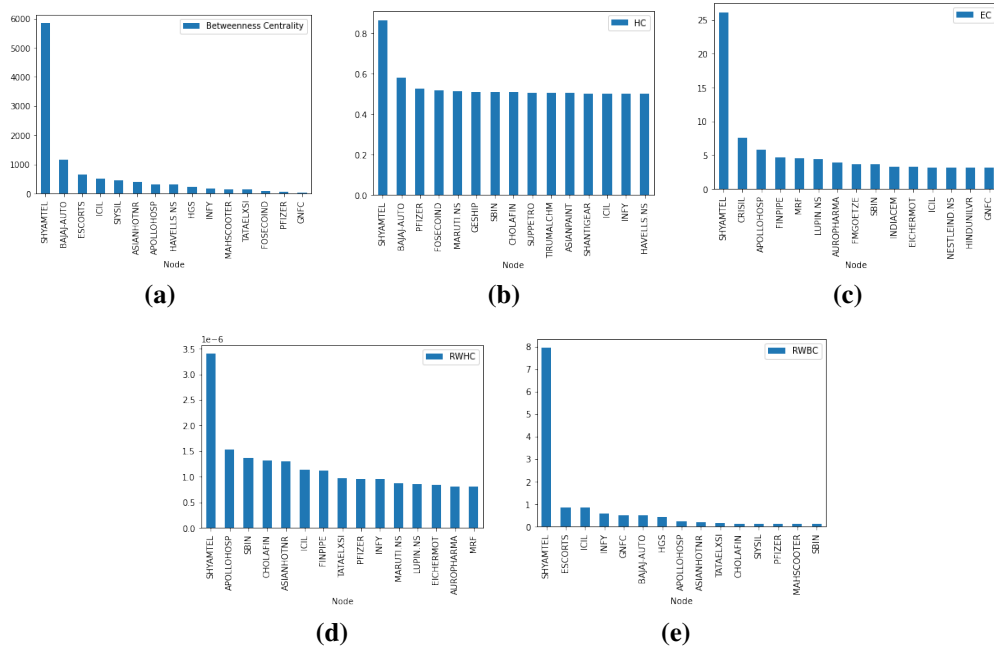 Betweenness Centrality
6000
5000
4000
3000
2000
1000
0
SHYAMTEL
BAJAJ-AUTO
ESCORTS
ICIL
SIYSIL
ASIANHOTNR
APOLLOHOSP
HAVELLS.NS
HGS
INFY
MAHSCOOTER
TATAELXSI
FOSECOIND
PFIZER
GNFC
Node
(a)
HC
0.8
0.6
0.4
0.2
0.0
SHYAMTEL
BAJAJ-AUTO
PFIZER
FOSECOIND
MARUTI.NS
GESHIP
SBIN
CHOLAFIN
SUPPETRO
TIRUMALCHM
ASIANPAINT
SHANTIGEAR
ICIL
INFY
HAVELLS.NS
Node
(b)
EC
25
20
15
10
5
0
SHYAMTEL
CRISIL
APOLLOHOSP
FINPIPE
MRF
LUPIN.NS
AUROPHARMA
FMGOETZE
SBIN
INDIACEM
EICHERMOT
ICIL
NESTLEIND.NS
HINDUNILVR
GNFC
Node
(c)
1e−6
RWHC
3.5
3.0
2.5
2.0
1.5
1.0
0.5
0.0
SHYAMTEL
APOLLOHOSP
SBIN
CHOLAFIN
ASIANHOTNR
ICIL
FINPIPE
TATAELXSI
PFIZER
INFY
MARUTI.NS
LUPIN.NS
EICHERMOT
AUROPHARMA
MRF
Node
(d)
RWBC
8
7
6
5
4
3
2
1
0
SHYAMTEL
ESCORTS
ICIL
INFY
GNFC
BAJAJ-AUTO
HGS
APOLLOHOSP
ASIANHOTNR
TATAELXSI
CHOLAFIN
SIYSIL
PFIZER
MAHSCOOTER
SBIN
Node
(e)